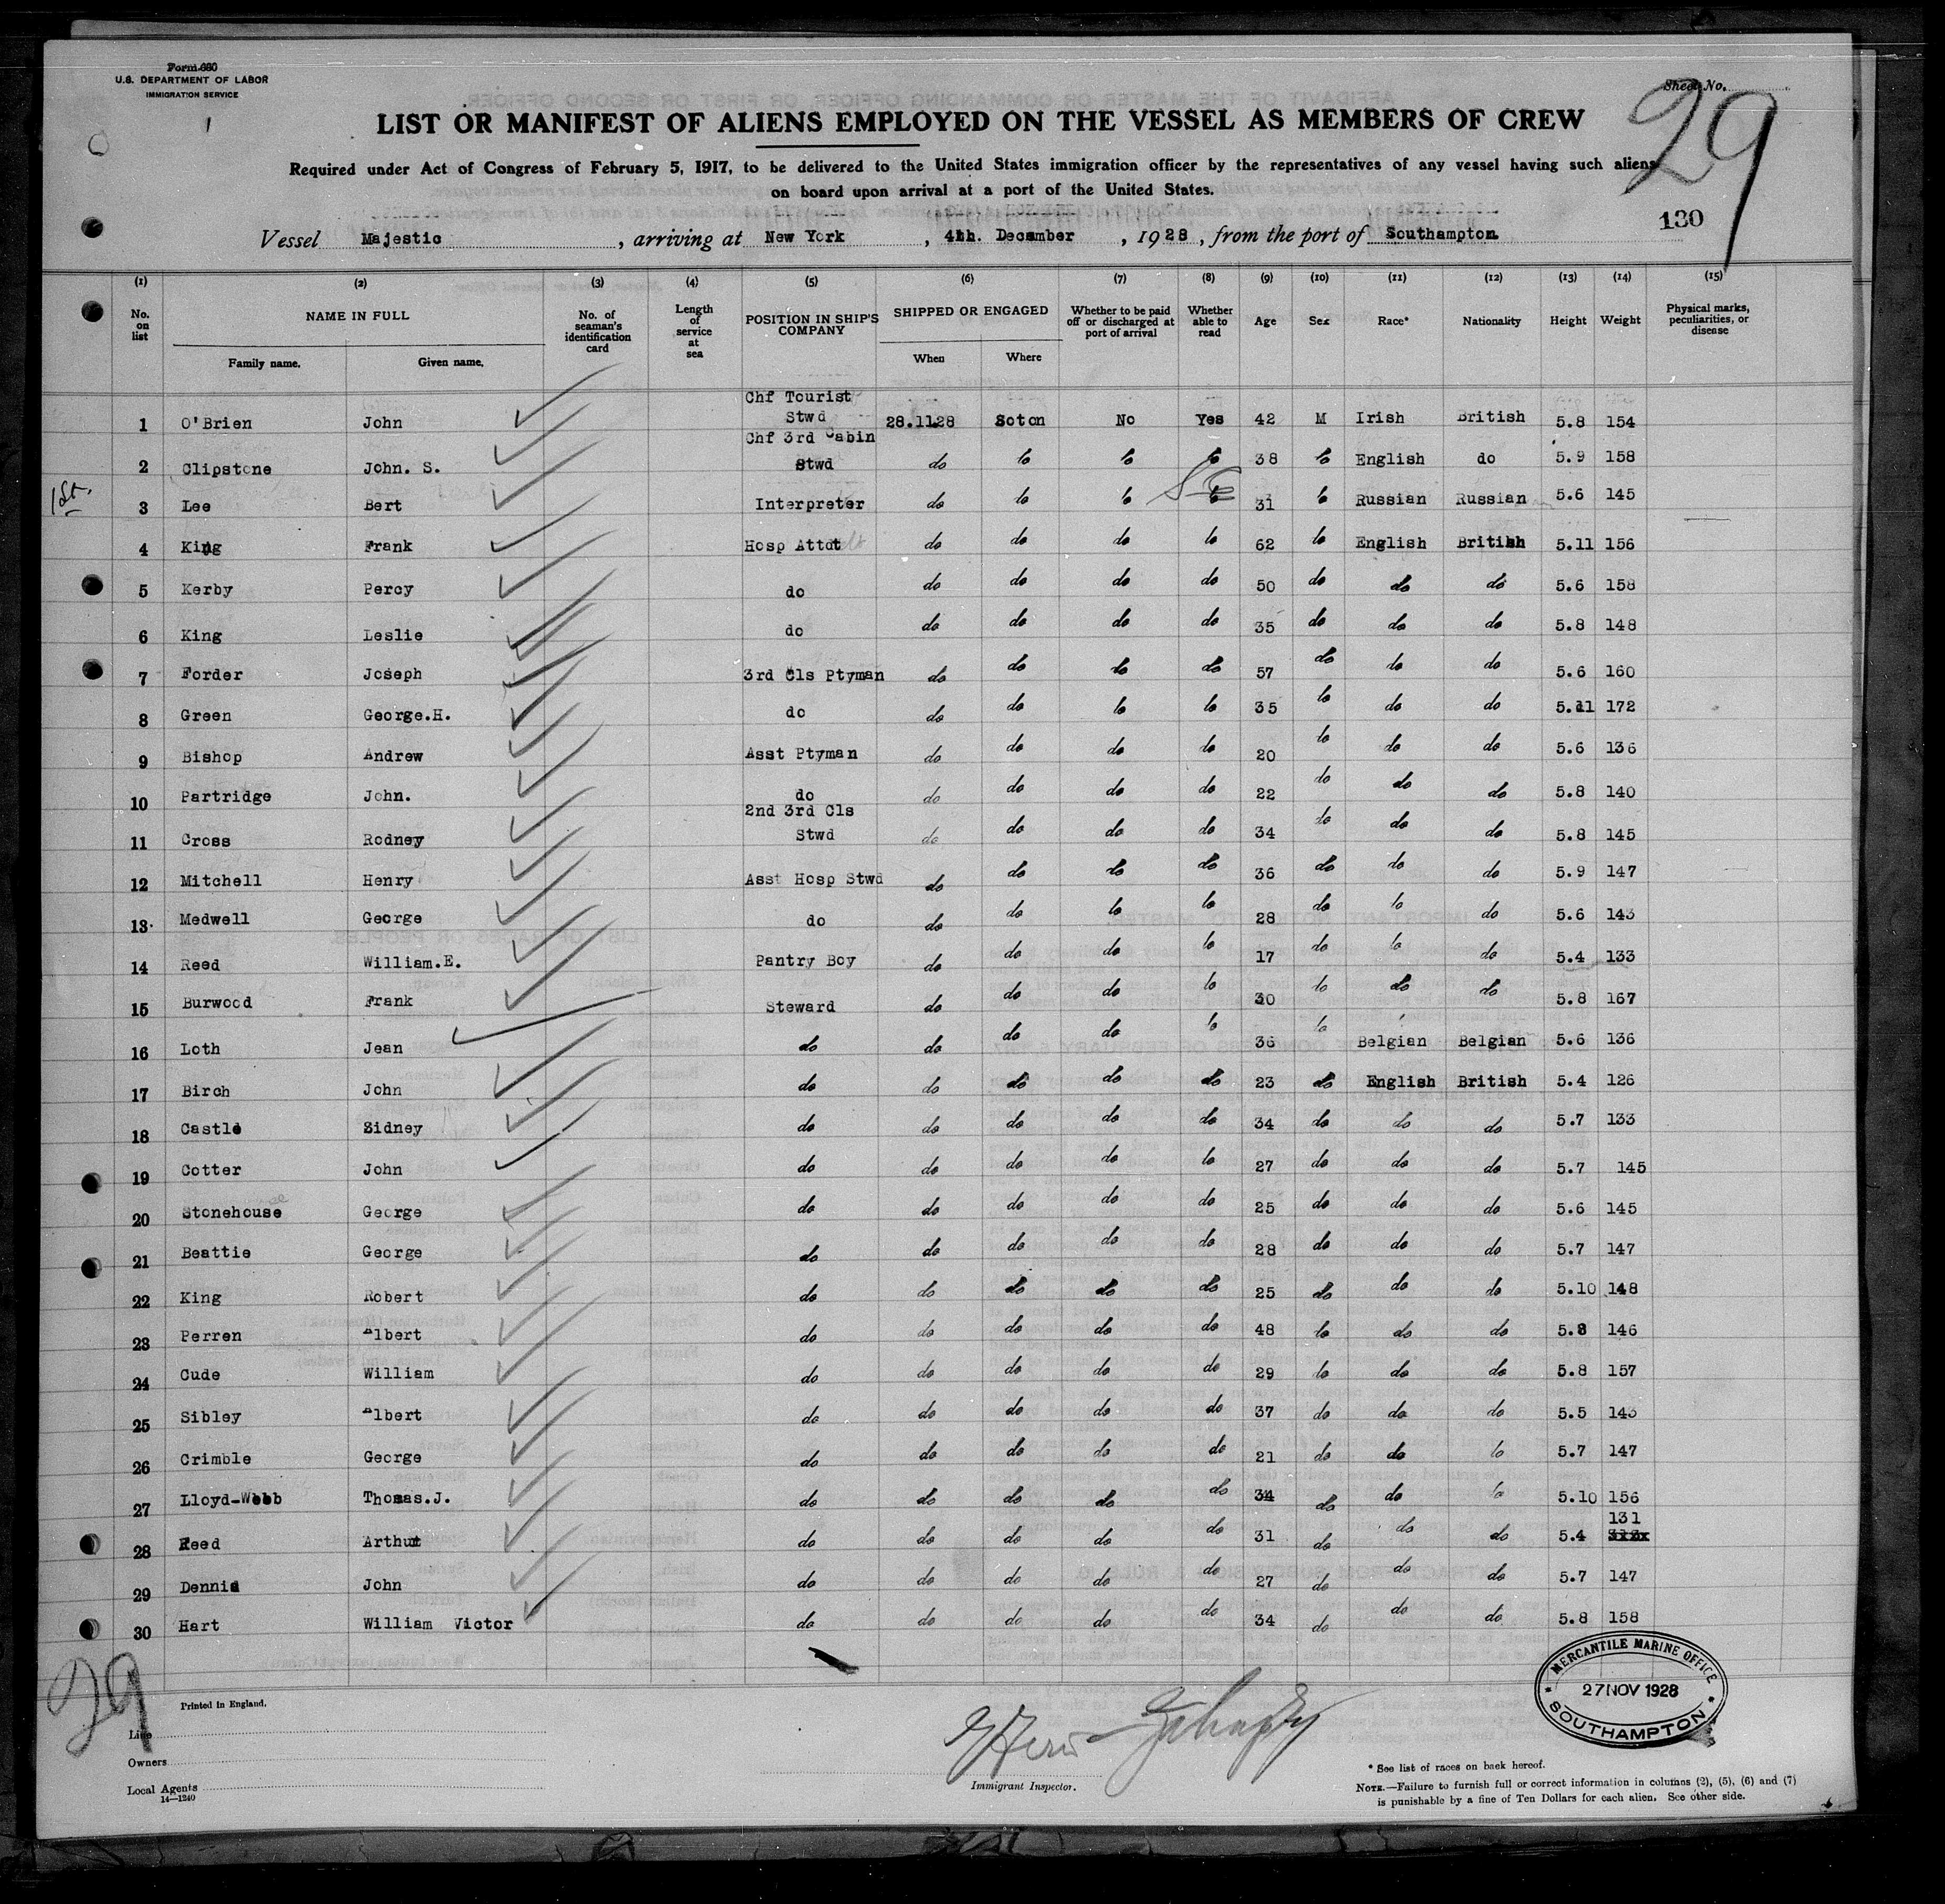 Form 680
U.S. DEPARTMENT OF LABOR
IMMIGRATION SERVICE
Sheet No.
29
LIST OR MANIFEST OF ALIENS EMPLOYED ON THE VESSEL AS MEMBERS OF CREW
Required under Act of Congress of February 5, 1917, to be delivered to the United States immigration officer by the representatives of any vessel having such aliens
on board upon arrival at a port of the United States.
130
Vessel Majestic, arriving at New York, 4th. December, 1928, from the port of Southampton
(1) (2) (3) (4) (5) (6) (7) (8) (9) (10) (11) (12) (13) (14) (15)
No. on list NAME IN FULL No. of seaman's identification card Length of service at sea POSITION IN SHIP'S COMPANY SHIPPED OR ENGAGED Whether to be paid off or discharged at port of arrival Whether able to read Age Sex Race* Nationality Height Weight Physical marks, peculiarities, or disease
Family name. Given name. When Where
1 O'Brien John Chf Tourist Stwd 28.11.28 Soton No Yes 42 M Irish British 5.8 154
2 Clipstone John. S. Chf 3rd Cabin Stwd do do do do 38 do English do 5.9 158
1st. 3 Lee Bert Interpreter do do do do 31 do Russian Russian 5.6 145
4 King Frank Hosp Attdt do do do do 62 do English British 5.11 156
5 Kerby Percy do do do do do 50 do do do 5.6 158
6 King Leslie do do do do do 35 do do do 5.8 148
7 Forder Joseph 3rd Cls Ptyman do do do do 57 do do do 5.6 160
8 Green George.H. do do do do do 35 do do do 5.11 172
9 Bishop Andrew Asst Ptyman do do do do 20 do do do 5.6 136
10 Partridge John. do do do do do 22 do do do 5.8 140
11 Cross Rodney 2nd 3rd Cls Stwd do do do do 34 do do do 5.8 145
12 Mitchell Henry Asst Hosp Stwd do do do do 36 do do do 5.9 147
13 Medwell George do do do do do 28 do do do 5.6 143
14 Reed William.E. Pantry Boy do do do do 17 do do do 5.4 133
15 Burwood Frank Steward do do do do 30 do do do 5.8 167
16 Loth Jean do do do do do 36 do Belgian Belgian 5.6 136
17 Birch John do do do do do 23 do English British 5.4 126
18 Castle Sidney do do do do do 34 do do do 5.7 133
19 Cotter John do do do do do 27 do do do 5.7 145
20 Stonehouse George do do do do do 25 do do do 5.6 145
21 Beattie George do do do do do 28 do do do 5.7 147
22 King Robert do do do do do 25 do do do 5.10 148
23 Perren Albert do do do do do 48 do do do 5.8 146
24 Cude William do do do do do 29 do do do 5.8 157
25 Sibley Albert do do do do do 37 do do do 5.5 143
26 Crimble George do do do do do 21 do do do 5.7 147
27 Lloyd-Webb Thomas.J. do do do do do 34 do do do 5.10 156
28 Reed Arthur do do do do do 31 do do do 5.4 131
29 Dennis John do do do do do 27 do do do 5.7 147
30 Hart William Victor do do do do do 34 do do do 5.8 158
29
Printed in England.
Line
Owners
Local Agents
14—1240
Immigrant Inspector.
MERCANTILE MARINE OFFICE
27 NOV 1928
SOUTHAMPTON
* See list of races on back hereof.
NOTE.—Failure to furnish full or correct information in columns (2), (5), (6) and (7)
is punishable by a fine of Ten Dollars for each alien. See other side.